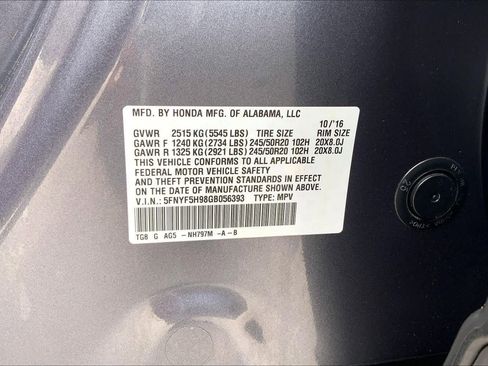 MFD. BY HONDA MFG. OF ALABAMA, LLC
10/'16
GVWR 2515 KG (5545 LBS) TIRE SIZE RIM SIZE
GAWR F 1240 KG (2734 LBS) 245/50R20 102H 20X8.0J
GAWR R 1325 KG (2921 LBS) 245/50R20 102H 20X8.0J
THIS VEHICLE CONFORMS TO ALL APPLICABLE
FEDERAL MOTOR VEHICLE SAFETY
AND THEFT PREVENTION STANDARDS IN EFFECT
ON THE DATE OF MANUFACTURE SHOWN ABOVE.
V.I.N.: 5FNYF5H98GB056393 TYPE: MPV
TG8 G AG5 -NH797M -A-B